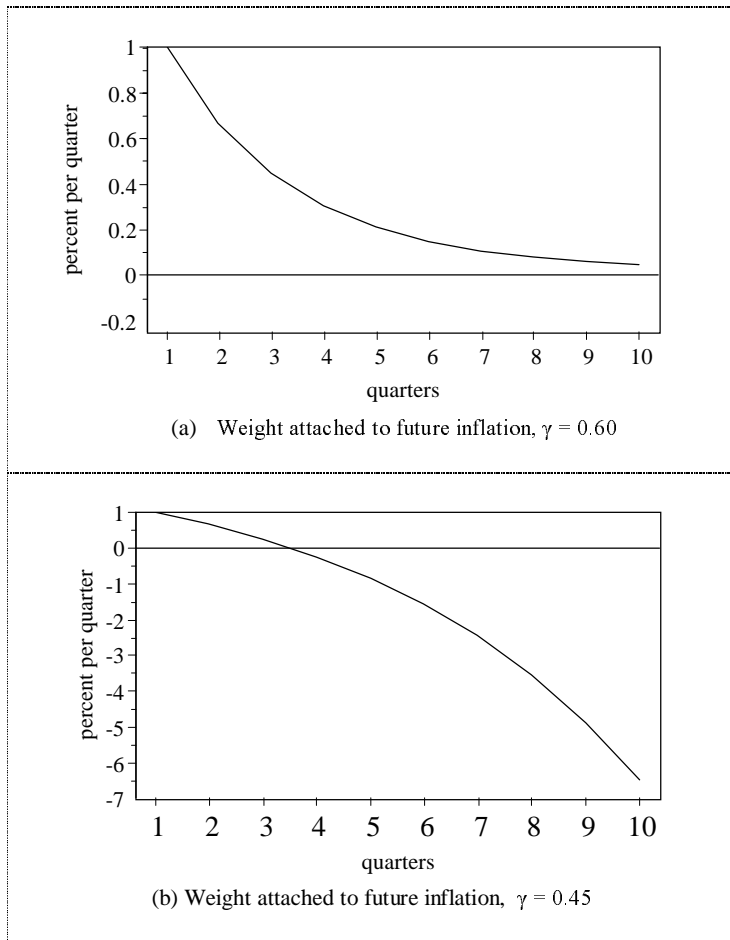 1
0.8
0.6
0.4
0.2
0
-0.2
percent per quarter
1 2 3 4 5 6 7 8 9 10
quarters
(a) Weight attached to future inflation, γ = 0.60
1
0
-1
-2
-3
-4
-5
-6
-7
percent per quarter
1 2 3 4 5 6 7 8 9 10
quarters
(b) Weight attached to future inflation, γ = 0.45